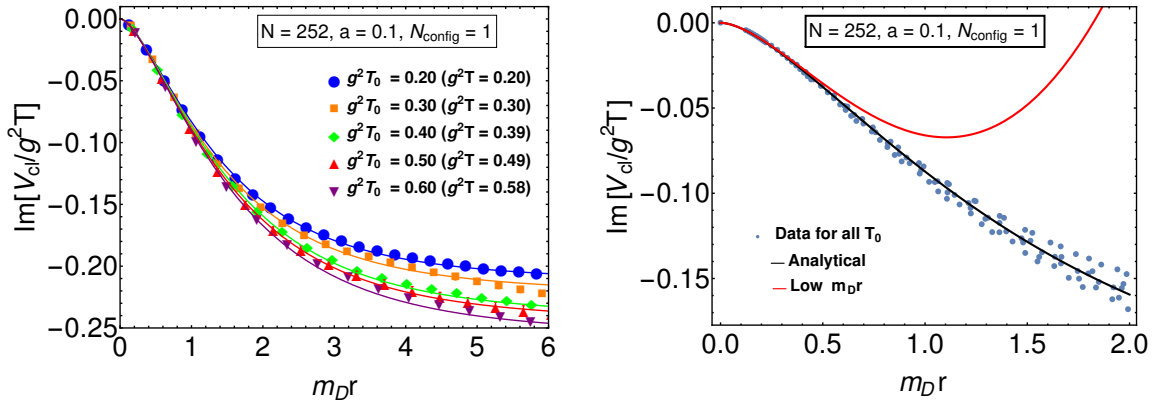 N = 252, a = 0.1, N_config = 1
g²T₀ = 0.20 (g²T = 0.20)
g²T₀ = 0.30 (g²T = 0.30)
g²T₀ = 0.40 (g²T = 0.39)
g²T₀ = 0.50 (g²T = 0.49)
g²T₀ = 0.60 (g²T = 0.58)
0.00
-0.05
-0.10
-0.15
-0.20
-0.25
Im[V_cl/g²T]
0 1 2 3 4 5 6
m_D r
N = 252, a = 0.1, N_config = 1
0.00
-0.05
-0.10
-0.15
Im[V_cl/g²T]
Data for all T₀
Analytical
Low m_D r
0.0 0.5 1.0 1.5 2.0
m_D r